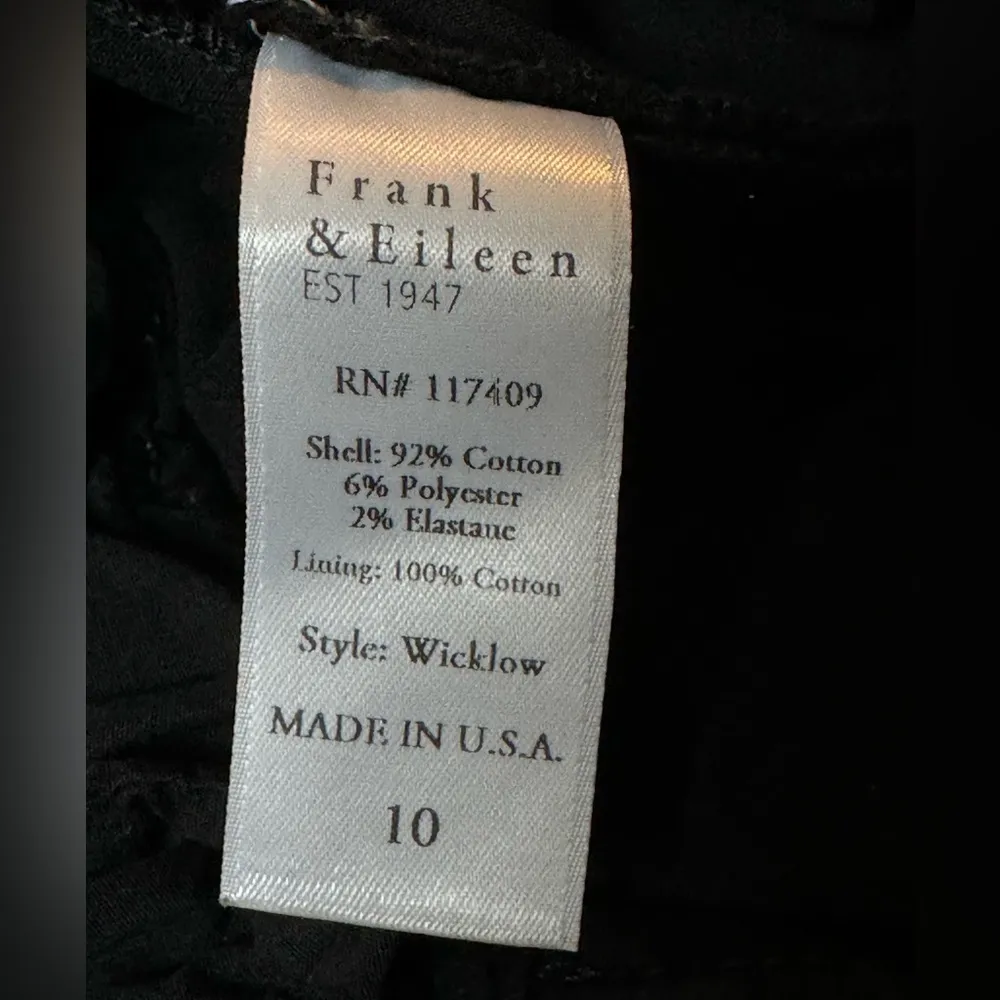 Frank
& Eileen
EST 1947
RN# 117409
Shell: 92% Cotton
6% Polyester
2% Elastane
Lining: 100% Cotton
Style: Wicklow
MADE IN U.S.A.
10